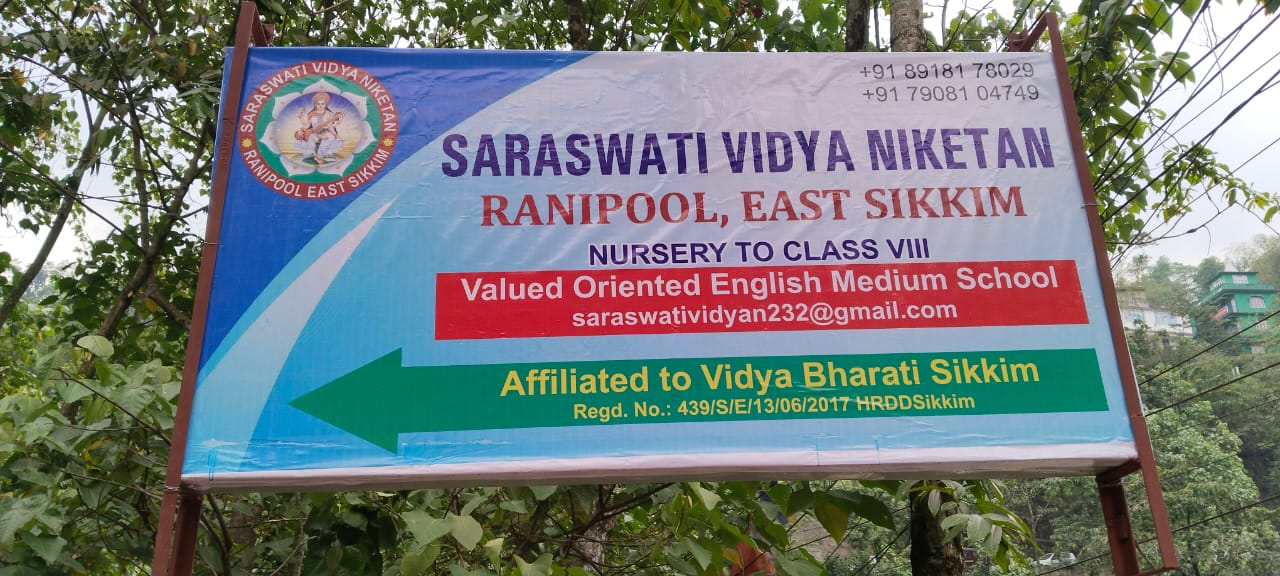 SARASWATI VIDYA NIKETAN
RANIPOOL EAST SIKKIM
+91 89181 78029
+91 79081 04749
SARASWATI VIDYA NIKETAN
RANIPOOL, EAST SIKKIM
NURSERY TO CLASS VIII
Valued Oriented English Medium School
saraswatividyan232@gmail.com
Affiliated to Vidya Bharati Sikkim
Regd. No.: 439/S/E/13/06/2017 HRDDSikkim